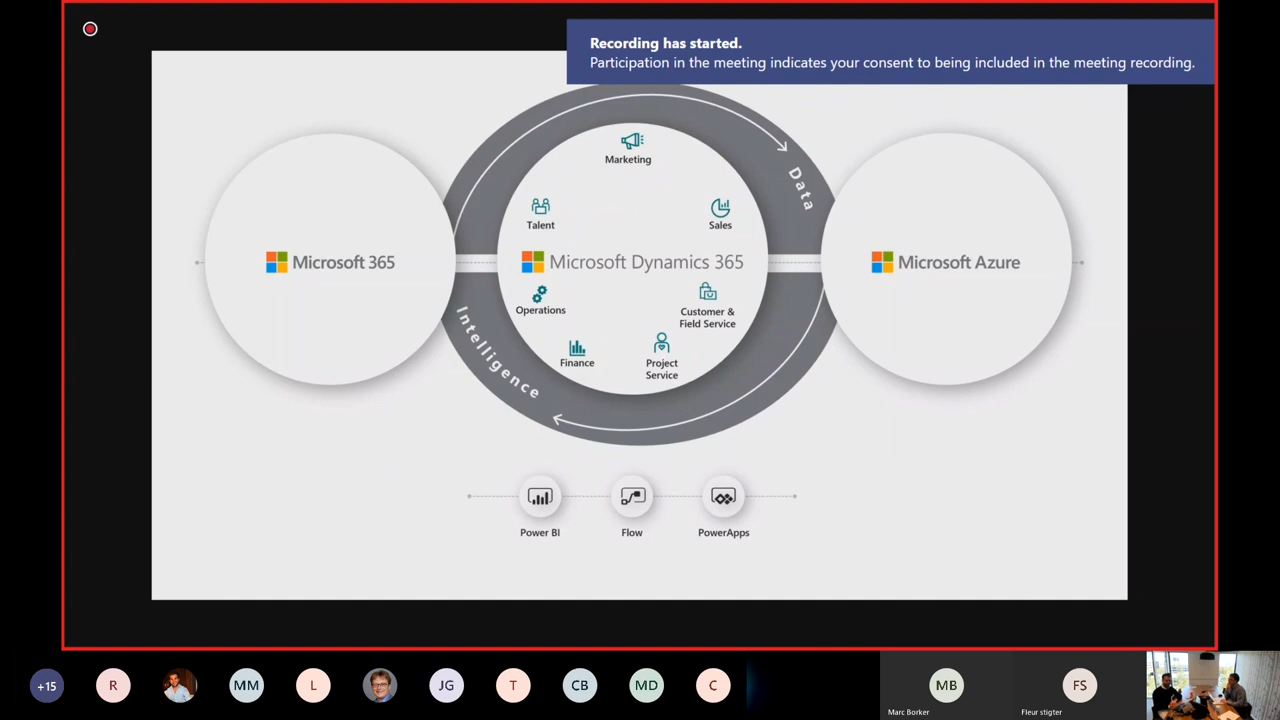 Recording has started.
Participation in the meeting indicates your consent to being included in the meeting recording.
Marketing
Data
Talent
Sales
Microsoft 365
Microsoft Dynamics 365
Microsoft Azure
Operations
Customer &
Field Service
Intelligence
Finance
Project
Service
Power BI
Flow
PowerApps
+15
R
MM
L
JG
T
CB
MD
C
MB
FS
Marc Borker
Fleur stigter